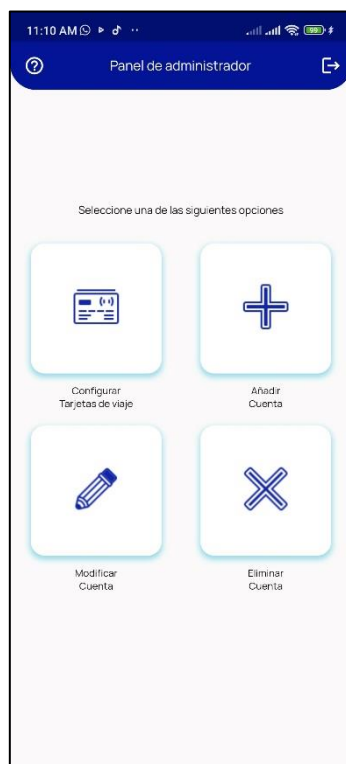 11:10 AM
99
Panel de administrador
Seleccione una de las siguientes opciones
Configurar
Tarjetas de viaje
Añadir
Cuenta
Modificar
Cuenta
Eliminar
Cuenta